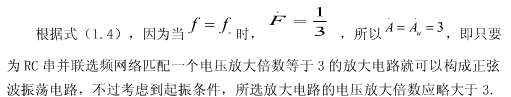 根据式（1.4），因为当 f = fₒ 时， Ḟ = 1/3 ，所以 Ȧ = Ȧᵤ = 3，即只要
为 RC 串并联选频网络匹配一个电压放大倍数等于 3 的放大电路就可以构成正弦
波振荡电路，不过考虑到起振条件，所选放大电路的电压放大倍数应略大于 3.